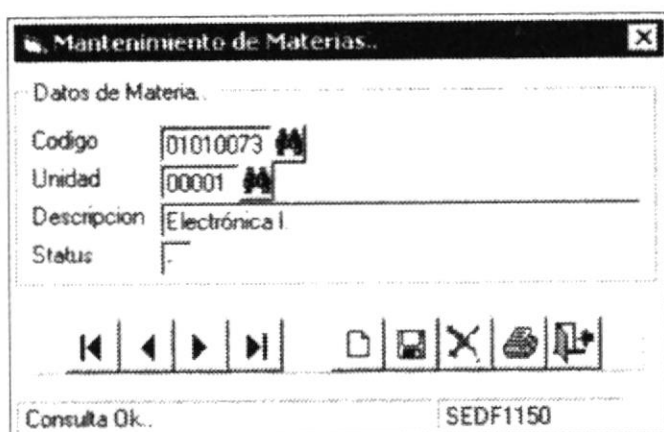 Mantenimiento de Materias..
Datos de Materia..
Codigo 01010073
Unidad 00001
Descripcion Electrónica I
Status -
Consulta Ok.. SEDF1150